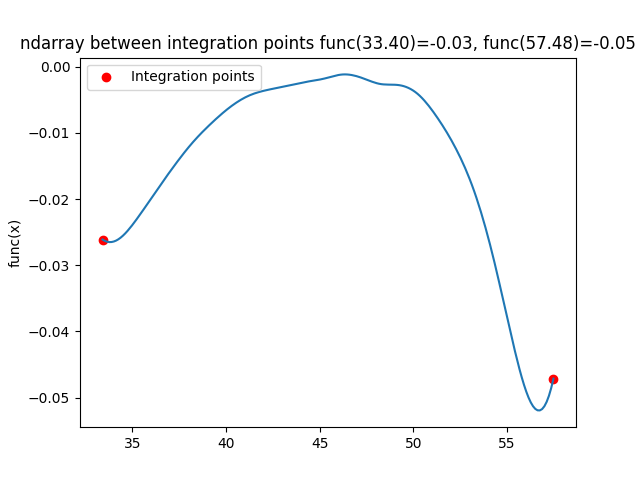 ndarray between integration points func(33.40)=-0.03, func(57.48)=-0.05
Integration points
0.00
−0.01
−0.02
−0.03
−0.04
−0.05
func(x)
35 40 45 50 55